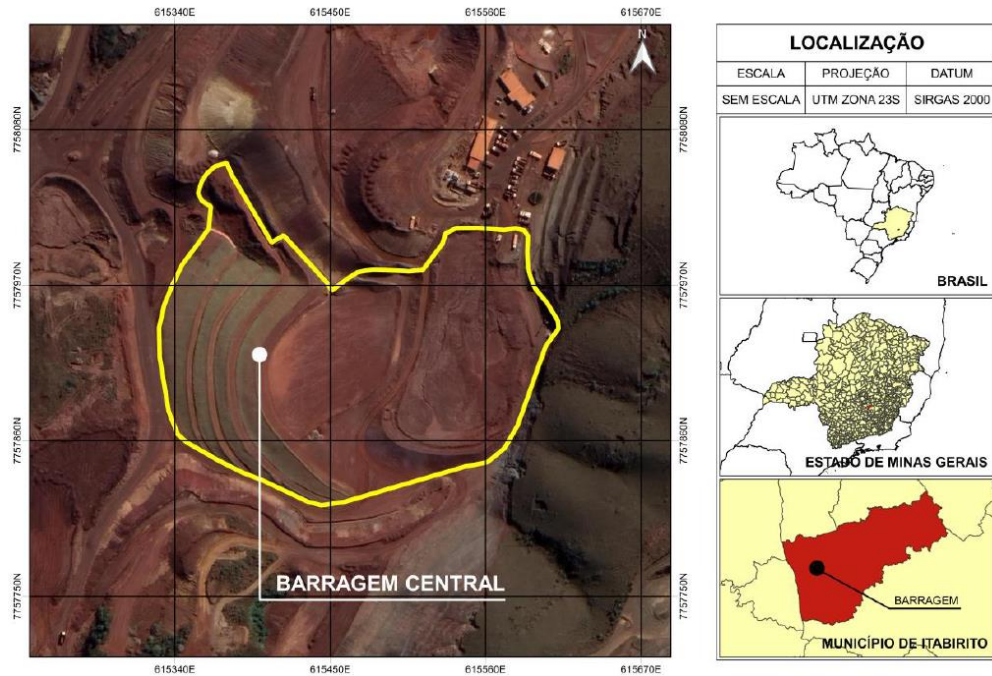 615340E 615450E 615560E 615670E
N
7758080N 7758080N
7757970N 7757970N
7757860N 7757860N
7757750N 7757750N
BARRAGEM CENTRAL
615340E 615450E 615560E 615670E
LOCALIZAÇÃO
ESCALA PROJEÇÃO DATUM
SEM ESCALA UTM ZONA 23S SIRGAS 2000
BRASIL
ESTADO DE MINAS GERAIS
BARRAGEM
MUNICÍPIO DE ITABIRITO